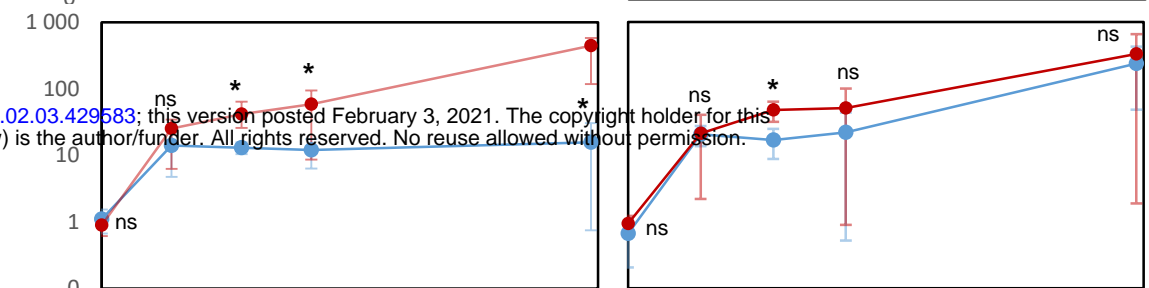 1 000
ns
100
*
*
ns
ns
*
ns
*
.02.03.429583; this version posted February 3, 2021. The copyright holder for this
) is the author/funder. All rights reserved. No reuse allowed without permission.
10
1
ns
ns
0